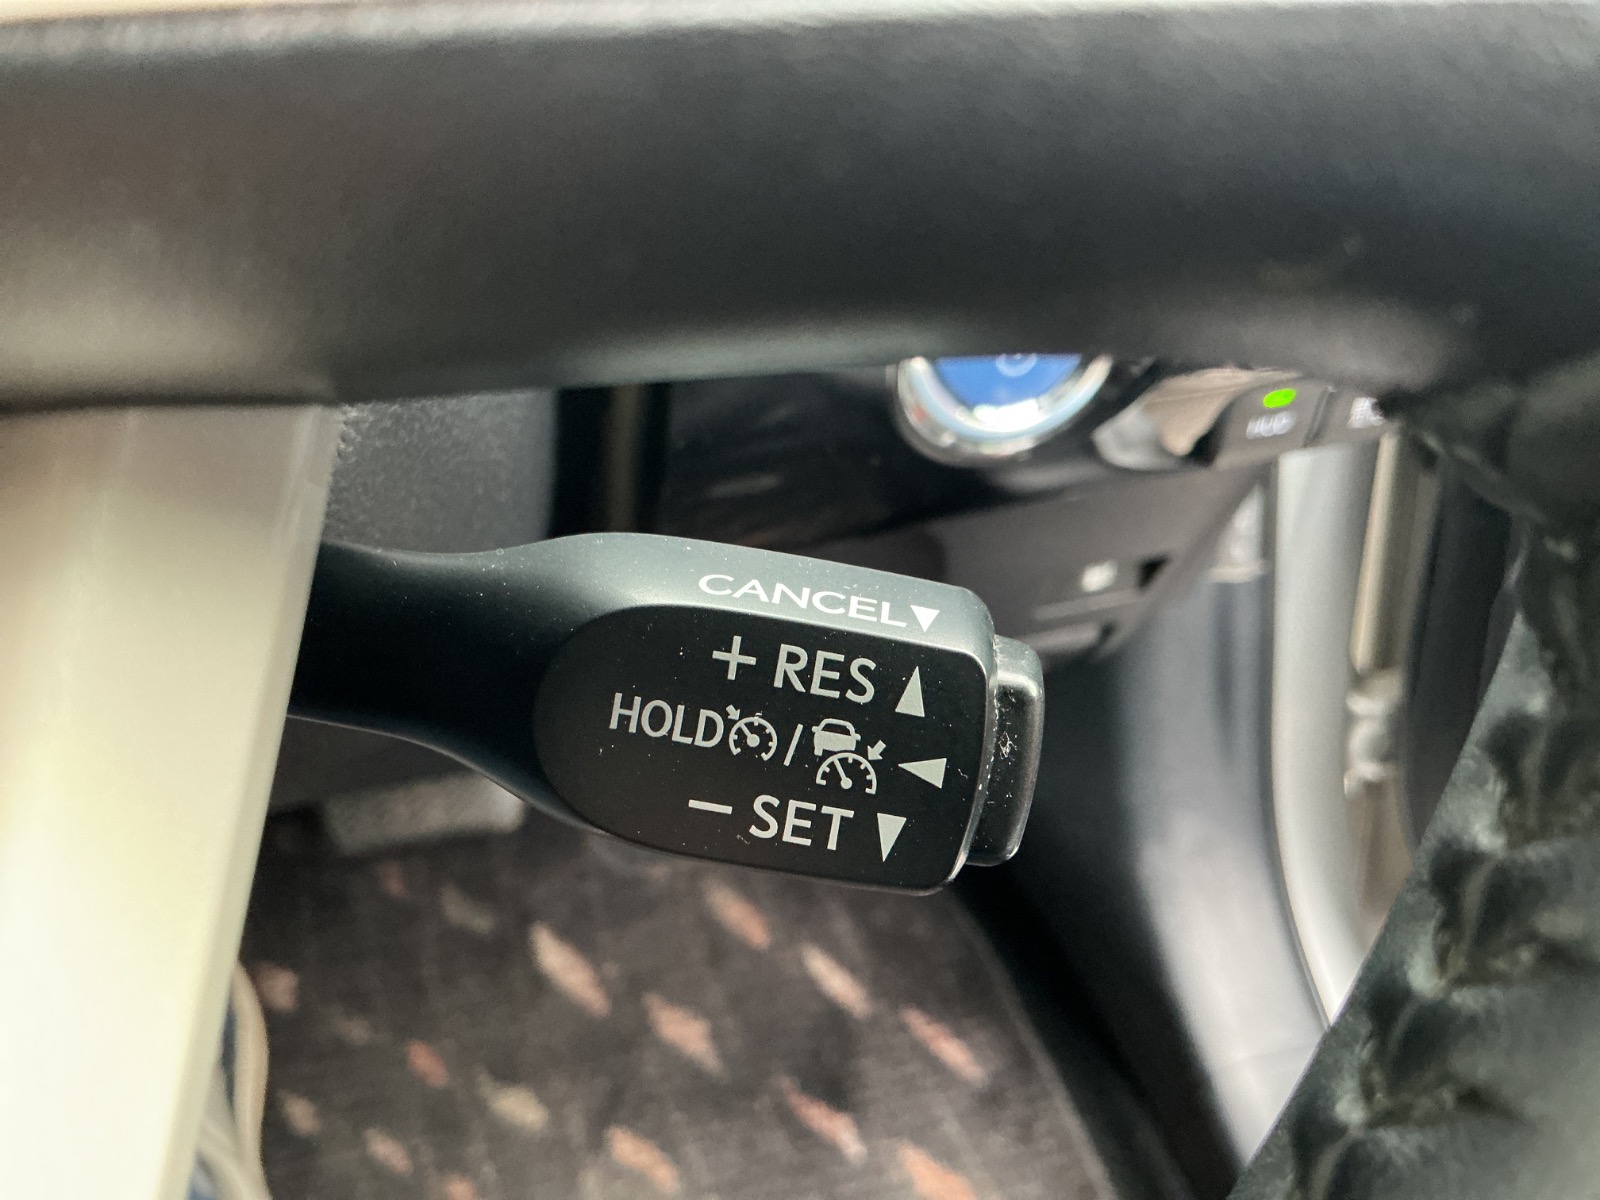 CANCEL▼
+ RES ▲
HOLD / ◀
− SET ▼
HUD